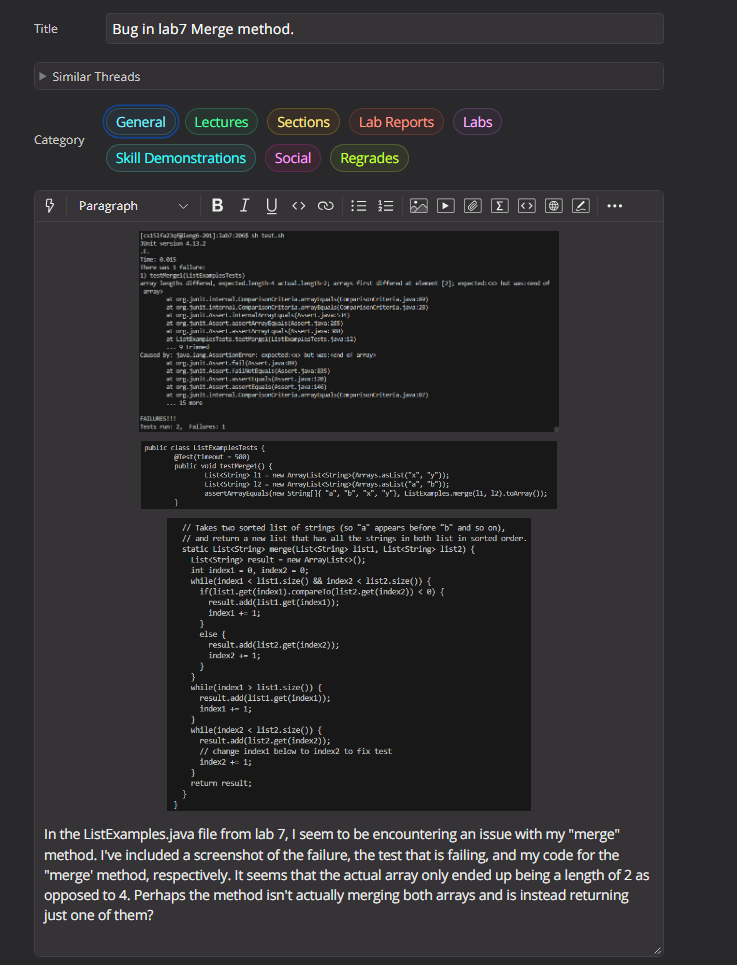 Title
Bug in lab7 Merge method.
Similar Threads
Category
General Lectures Sections Lab Reports Labs
Skill Demonstrations Social Regrades
Paragraph B I U
[cs15lfa23qf@ieng6-201]:lab7:206$ sh test.sh
JUnit version 4.13.2
.E.
Time: 0.015
There was 1 failure:
1) testMerge1(ListExamplesTests)
array lengths differed, expected.length=4 actual.length=2; arrays first differed at element [2]; expected:<x> but was:<end of
array>
at org.junit.internal.ComparisonCriteria.arrayEquals(ComparisonCriteria.java:89)
at org.junit.internal.ComparisonCriteria.arrayEquals(ComparisonCriteria.java:28)
at org.junit.Assert.internalArrayEquals(Assert.java:534)
at org.junit.Assert.assertArrayEquals(Assert.java:285)
at org.junit.Assert.assertArrayEquals(Assert.java:300)
at ListExamplesTests.testMerge1(ListExamplesTests.java:12)
... 9 trimmed
Caused by: java.lang.AssertionError: expected:<x> but was:<end of array>
at org.junit.Assert.fail(Assert.java:89)
at org.junit.Assert.failNotEquals(Assert.java:835)
at org.junit.Assert.assertEquals(Assert.java:120)
at org.junit.Assert.assertEquals(Assert.java:146)
at org.junit.internal.ComparisonCriteria.arrayEquals(ComparisonCriteria.java:87)
... 15 more
FAILURES!!!
Tests run: 2,  Failures: 1
public class ListExamplesTests {
@Test(timeout = 500)
public void testMerge1() {
List<String> l1 = new ArrayList<String>(Arrays.asList("x", "y"));
List<String> l2 = new ArrayList<String>(Arrays.asList("a", "b"));
assertArrayEquals(new String[]{ "a", "b", "x", "y"}, ListExamples.merge(l1, l2).toArray());
}
// Takes two sorted list of strings (so "a" appears before "b" and so on),
// and return a new list that has all the strings in both list in sorted order.
static List<String> merge(List<String> list1, List<String> list2) {
List<String> result = new ArrayList<>();
int index1 = 0, index2 = 0;
while(index1 < list1.size() && index2 < list2.size()) {
if(list1.get(index1).compareTo(list2.get(index2)) < 0) {
result.add(list1.get(index1));
index1 += 1;
}
else {
result.add(list2.get(index2));
index2 += 1;
}
}
while(index1 > list1.size()) {
result.add(list1.get(index1));
index1 += 1;
}
while(index2 < list2.size()) {
result.add(list2.get(index2));
// change index1 below to index2 to fix test
index2 += 1;
}
return result;
}
}
In the ListExamples.java file from lab 7, I seem to be encountering an issue with my "merge"
method. I've included a screenshot of the failure, the test that is failing, and my code for the
"merge' method, respectively. It seems that the actual array only ended up being a length of 2 as
opposed to 4. Perhaps the method isn't actually merging both arrays and is instead returning
just one of them?